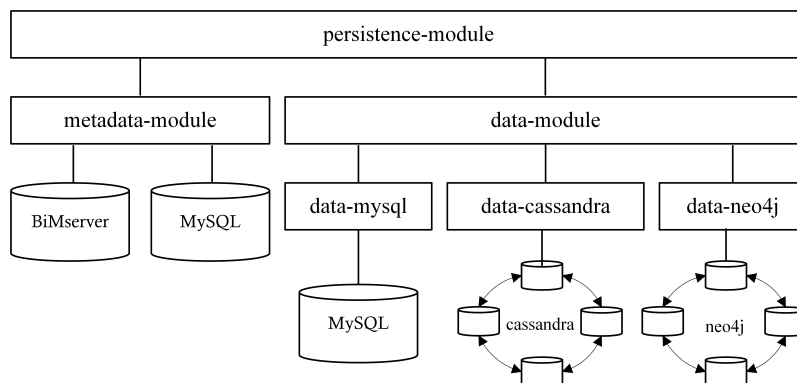 persistence-module
metadata-module
data-module
BiMserver
MySQL
data-mysql
data-cassandra
data-neo4j
MySQL
cassandra
neo4j